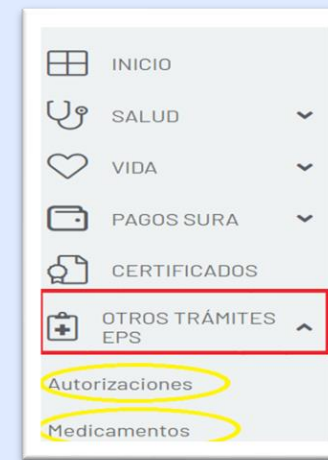 INICIO
SALUD
VIDA
PAGOS SURA
CERTIFICADOS
OTROS TRÁMITES
EPS
Autorizaciones
Medicamentos